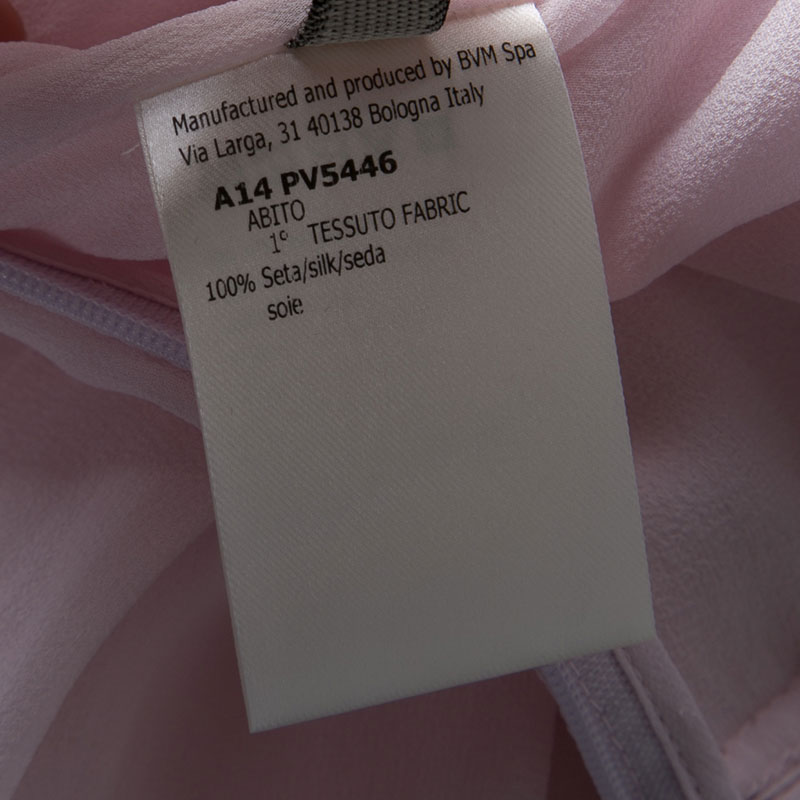 Manufactured and produced by BVM Spa
Via Larga, 31 40138 Bologna Italy
A14 PV5446
ABITO
1° TESSUTO FABRIC
100% Seta/silk/seda
soie